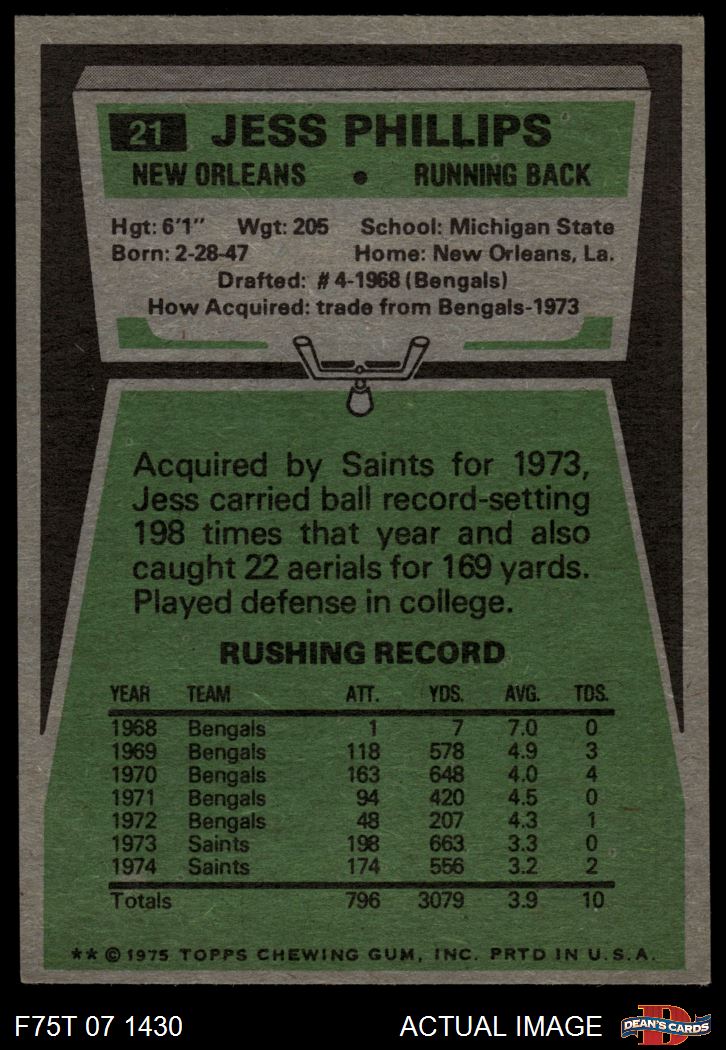 21 JESS PHILLIPS
NEW ORLEANS • RUNNING BACK
Hgt: 6'1" Wgt: 205 School: Michigan State
Born: 2-28-47 Home: New Orleans, La.
Drafted: #4-1968 (Bengals)
How Acquired: trade from Bengals-1973
Acquired by Saints for 1973,
Jess carried ball record-setting
198 times that year and also
caught 22 aerials for 169 yards.
Played defense in college.
RUSHING RECORD
YEAR TEAM ATT. YDS. AVG. TDS.
1968 Bengals 1 7 7.0 0
1969 Bengals 118 578 4.9 3
1970 Bengals 163 648 4.0 4
1971 Bengals 94 420 4.5 0
1972 Bengals 48 207 4.3 1
1973 Saints 198 663 3.3 0
1974 Saints 174 556 3.2 2
Totals 796 3079 3.9 10
** © 1975 TOPPS CHEWING GUM, INC. PRTD IN U.S.A.
F75T 07 1430 ACTUAL IMAGE D DEAN'S CARDS